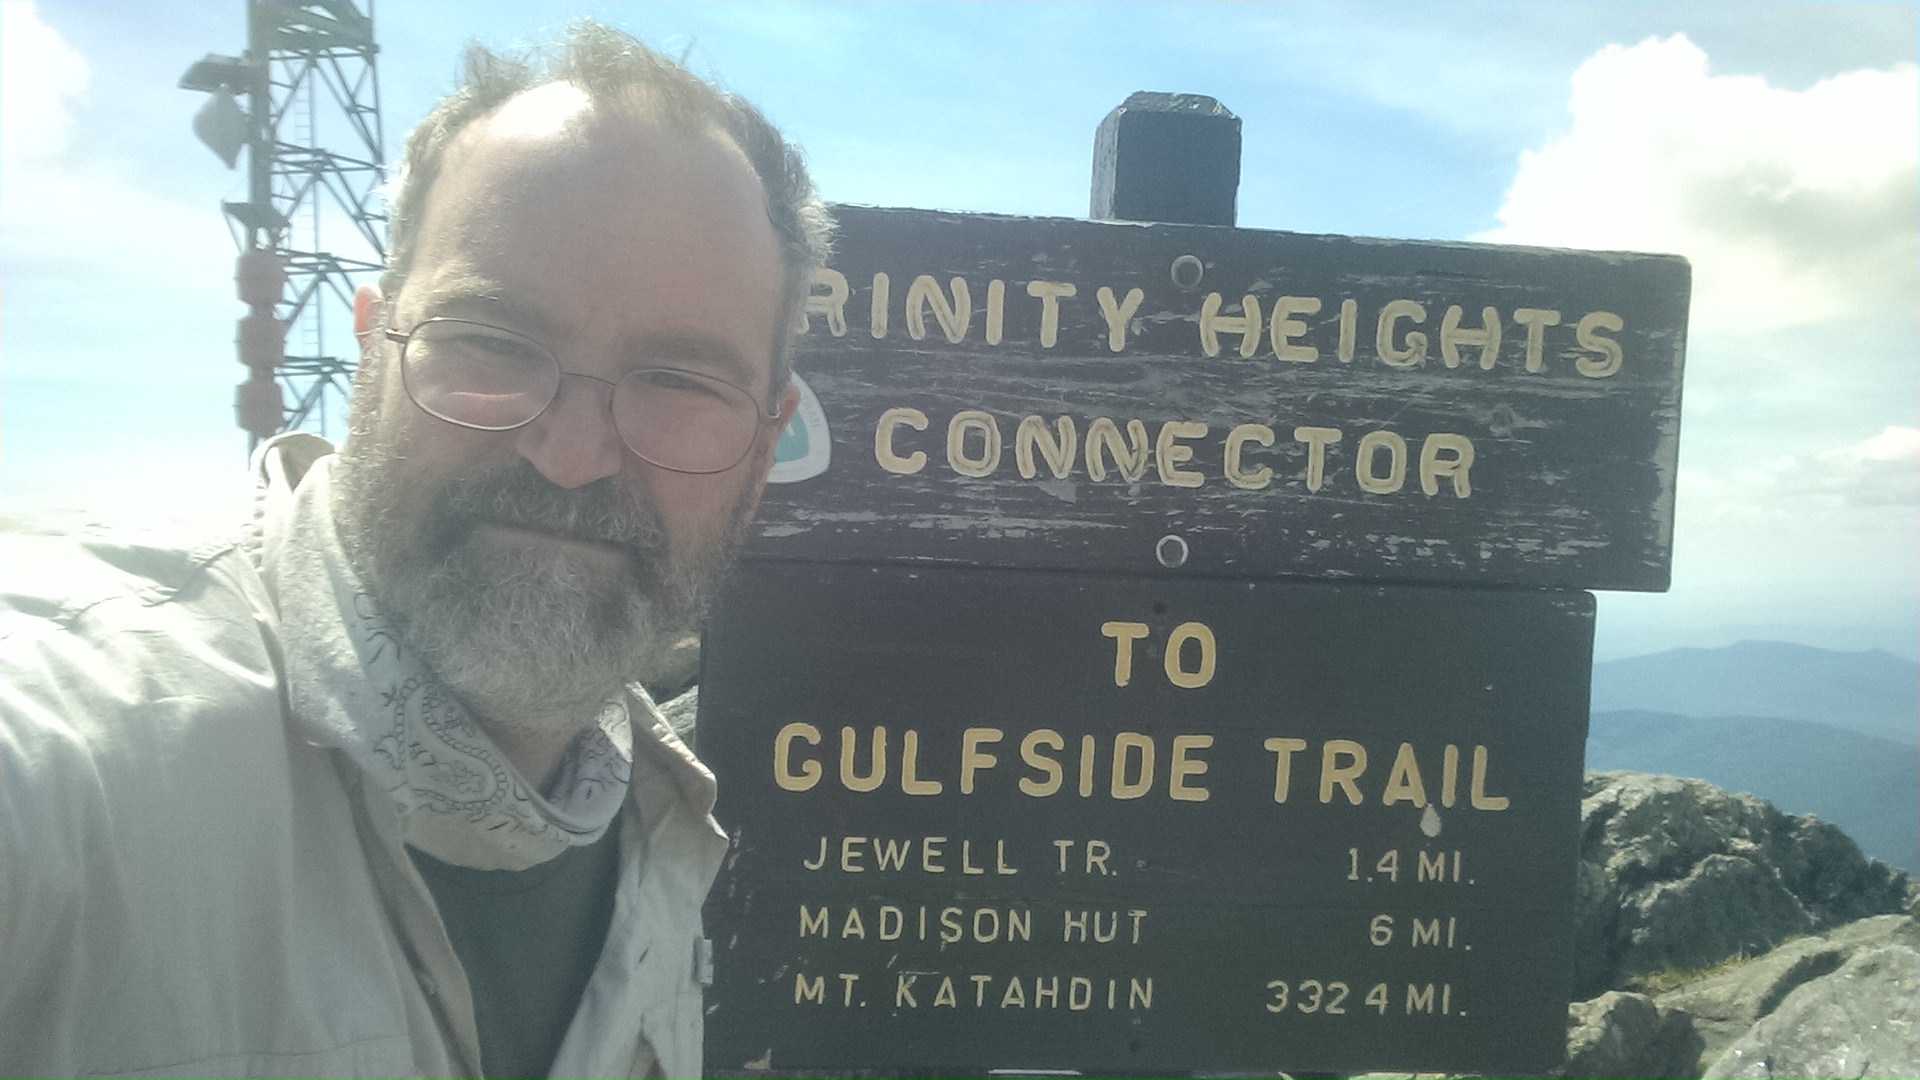 RINITY HEIGHTS
CONNECTOR
TO
GULFSIDE TRAIL
JEWELL TR. 1.4 MI.
MADISON HUT 6 MI.
MT. KATAHDIN 332 4 MI.